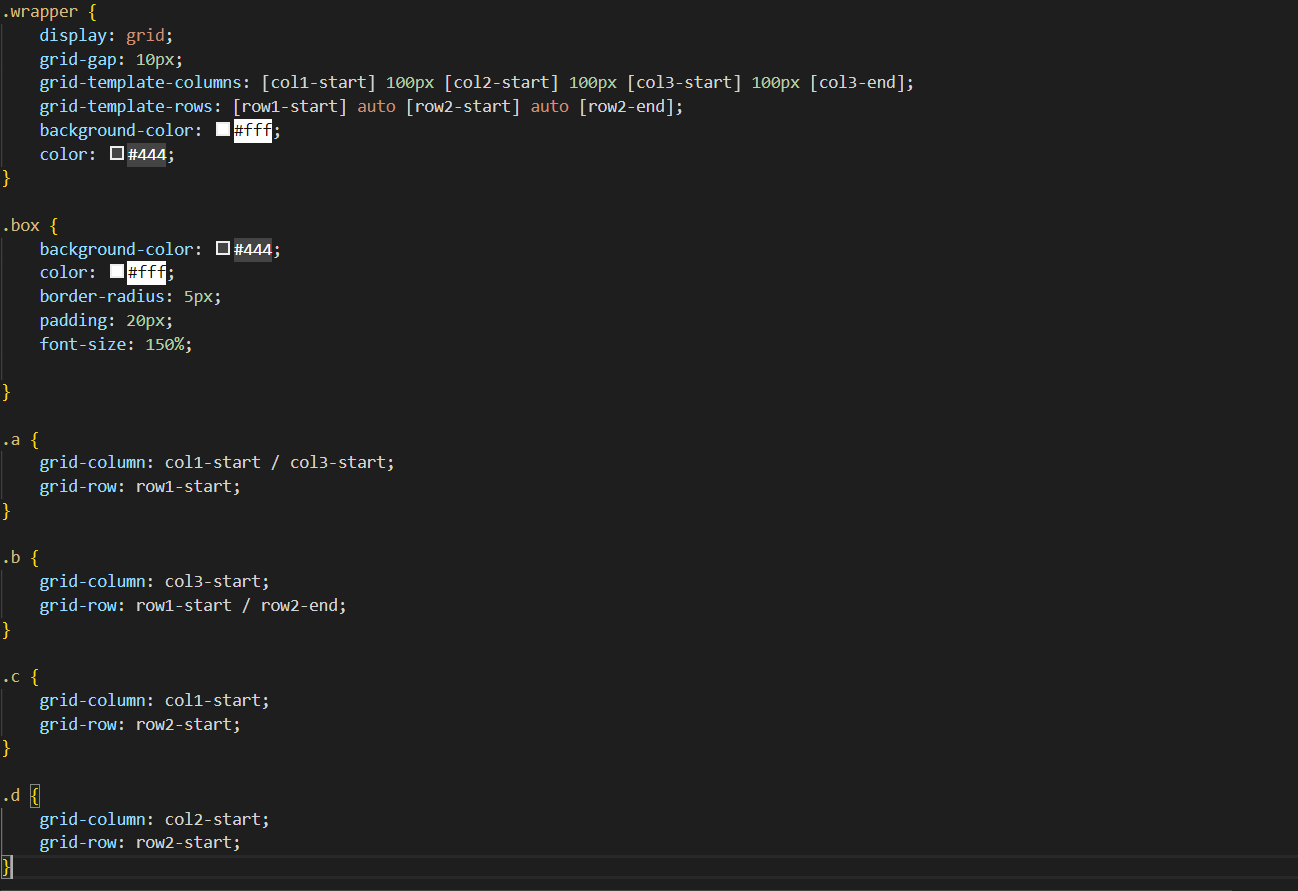 .wrapper {
    display: grid;
    grid-gap: 10px;
    grid-template-columns: [col1-start] 100px [col2-start] 100px [col3-start] 100px [col3-end];
    grid-template-rows: [row1-start] auto [row2-start] auto [row2-end];
    background-color: #fff;
    color: #444;
}

.box {
    background-color: #444;
    color: #fff;
    border-radius: 5px;
    padding: 20px;
    font-size: 150%;

}

.a {
    grid-column: col1-start / col3-start;
    grid-row: row1-start;
}

.b {
    grid-column: col3-start;
    grid-row: row1-start / row2-end;
}

.c {
    grid-column: col1-start;
    grid-row: row2-start;
}

.d {
    grid-column: col2-start;
    grid-row: row2-start;
}